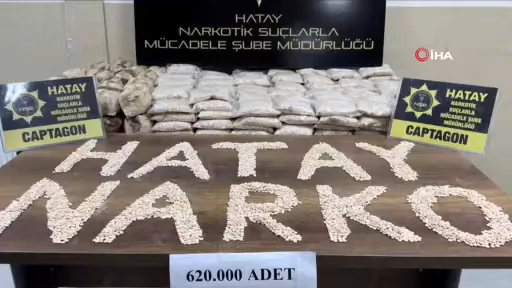 HATAY
NARKOTİK SUÇLARLA
MÜCADELE ŞUBE MÜDÜRLÜĞÜ
İHA
HATAY
NARKOTİK
SUÇLARLA
MÜCADELE
ŞUBE MÜDÜRLÜĞÜ
CAPTAGON
HATAY
NARKOTİK
SUÇLARLA
MÜCADELE
ŞUBE MÜDÜRLÜĞÜ
CAPTAGON
HATAY
NARKO
620.000 ADET